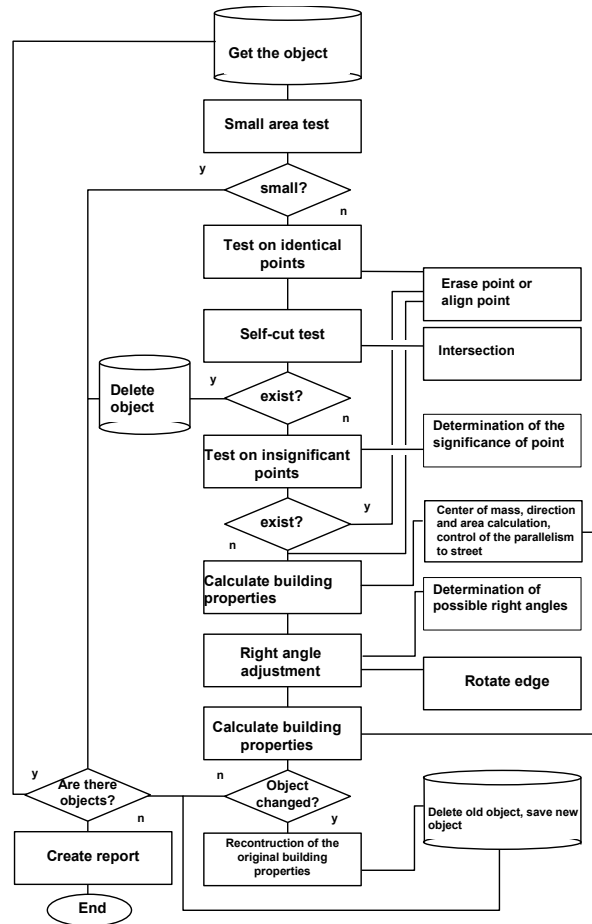 Get the object
Small area test
y
small?
n
Test on identical
points
Erase point or
align point
Self-cut test
Intersection
Delete
object
y
exist?
n
Determination of the
significance of point
Test on insignificant
points
exist?
y
n
Center of mass, direction
and area calculation,
control of the parallelism
to street
Calculate building
properties
Determination of
possible right angles
Right angle
adjustment
Rotate edge
Calculate building
properties
y
Are there
objects?
n
n
Object
changed?
y
Delete old object, save new
object
Create report
Recontruction of the
original building
properties
End